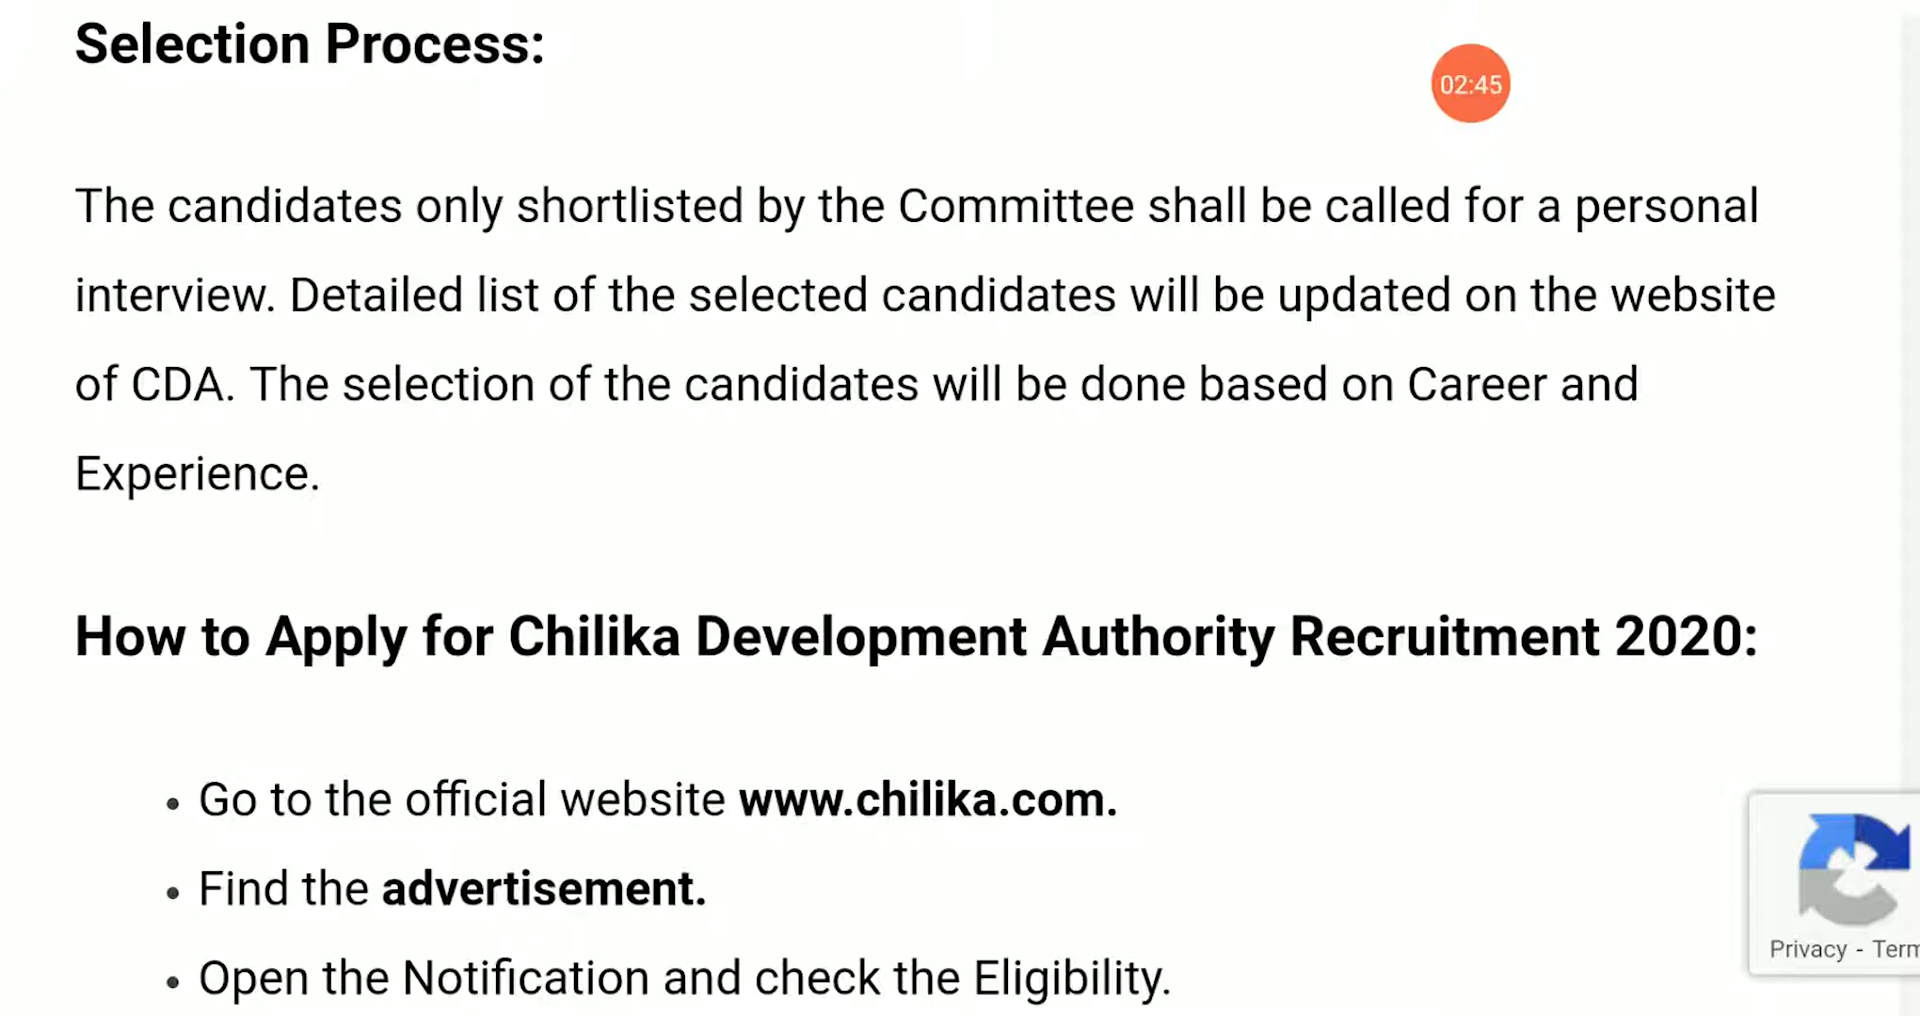 Selection Process:
02:45
The candidates only shortlisted by the Committee shall be called for a personal
interview. Detailed list of the selected candidates will be updated on the website
of CDA. The selection of the candidates will be done based on Career and
Experience.
How to Apply for Chilika Development Authority Recruitment 2020:
• Go to the official website www.chilika.com.
• Find the advertisement.
• Open the Notification and check the Eligibility.
Privacy - Term